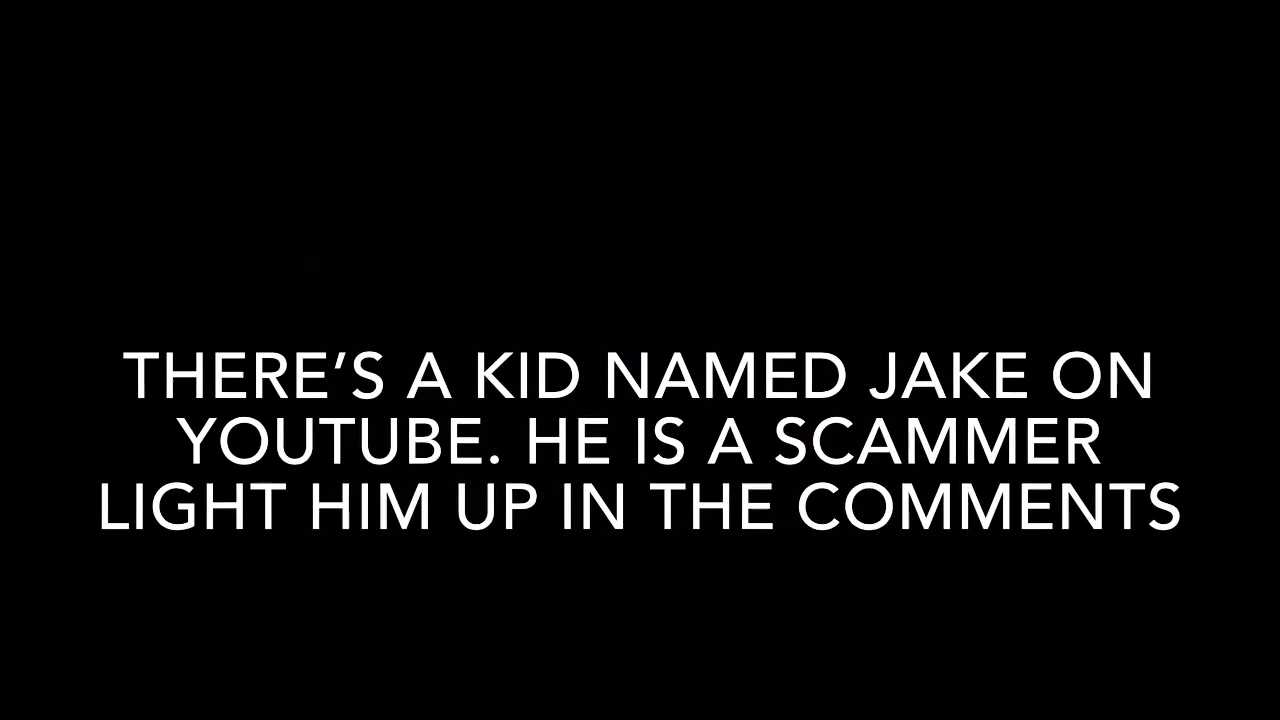 THERE’S A KID NAMED JAKE ON
YOUTUBE. HE IS A SCAMMER
LIGHT HIM UP IN THE COMMENTS